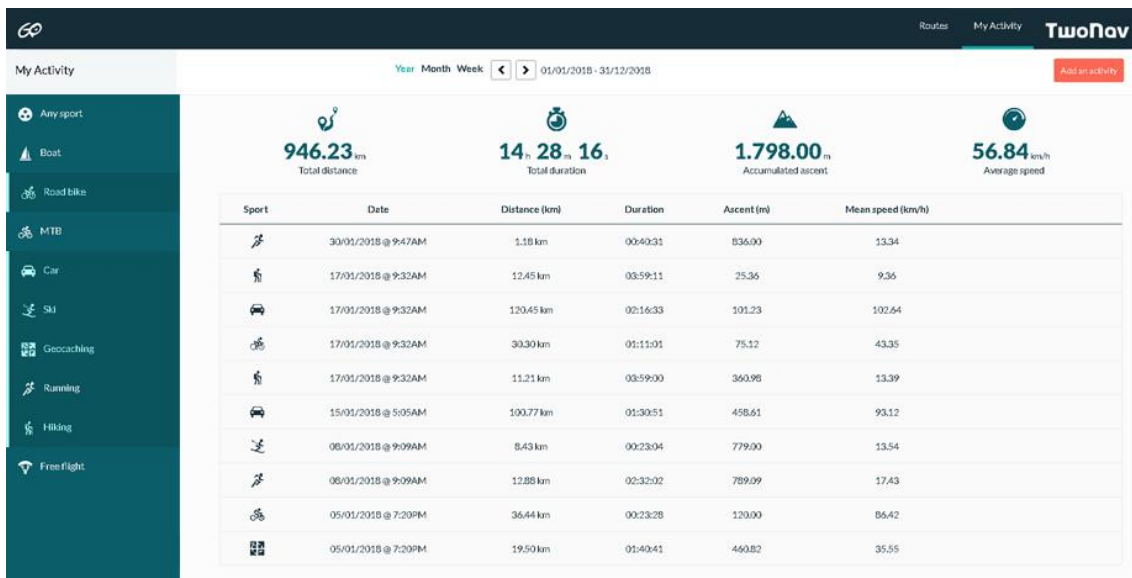 Routes My Activity TwoNav
My Activity
Year Month Week 01/01/2018 - 31/12/2018
Add an activity
Any sport
Boat
Road bike
MTB
Car
Ski
Geocaching
Running
Hiking
Free flight
946.23 km
Total distance
14 h 28 m 16 s
Total duration
1.798.00 m
Accumulated ascent
56.84 km/h
Average speed
Sport Date Distance (km) Duration Ascent (m) Mean speed (km/h)
30/01/2018 @ 9:47AM 1.18 km 00:40:31 836.00 13.34
17/01/2018 @ 9:32AM 12.45 km 03:59:11 25.36 9.36
17/01/2018 @ 9:32AM 120.45 km 02:16:33 101.23 102.64
17/01/2018 @ 9:32AM 30.30 km 01:11:01 75.12 43.35
17/01/2018 @ 9:32AM 11.21 km 03:59:00 360.98 13.39
15/01/2018 @ 5:05AM 100.77 km 01:30:51 458.61 93.12
08/01/2018 @ 9:09AM 8.43 km 00:23:04 779.00 13.54
08/01/2018 @ 9:09AM 12.88 km 02:32:02 789.09 17.43
05/01/2018 @ 7:20PM 36.44 km 00:23:28 120.00 86.42
05/01/2018 @ 7:20PM 19.50 km 01:40:41 460.82 35.55